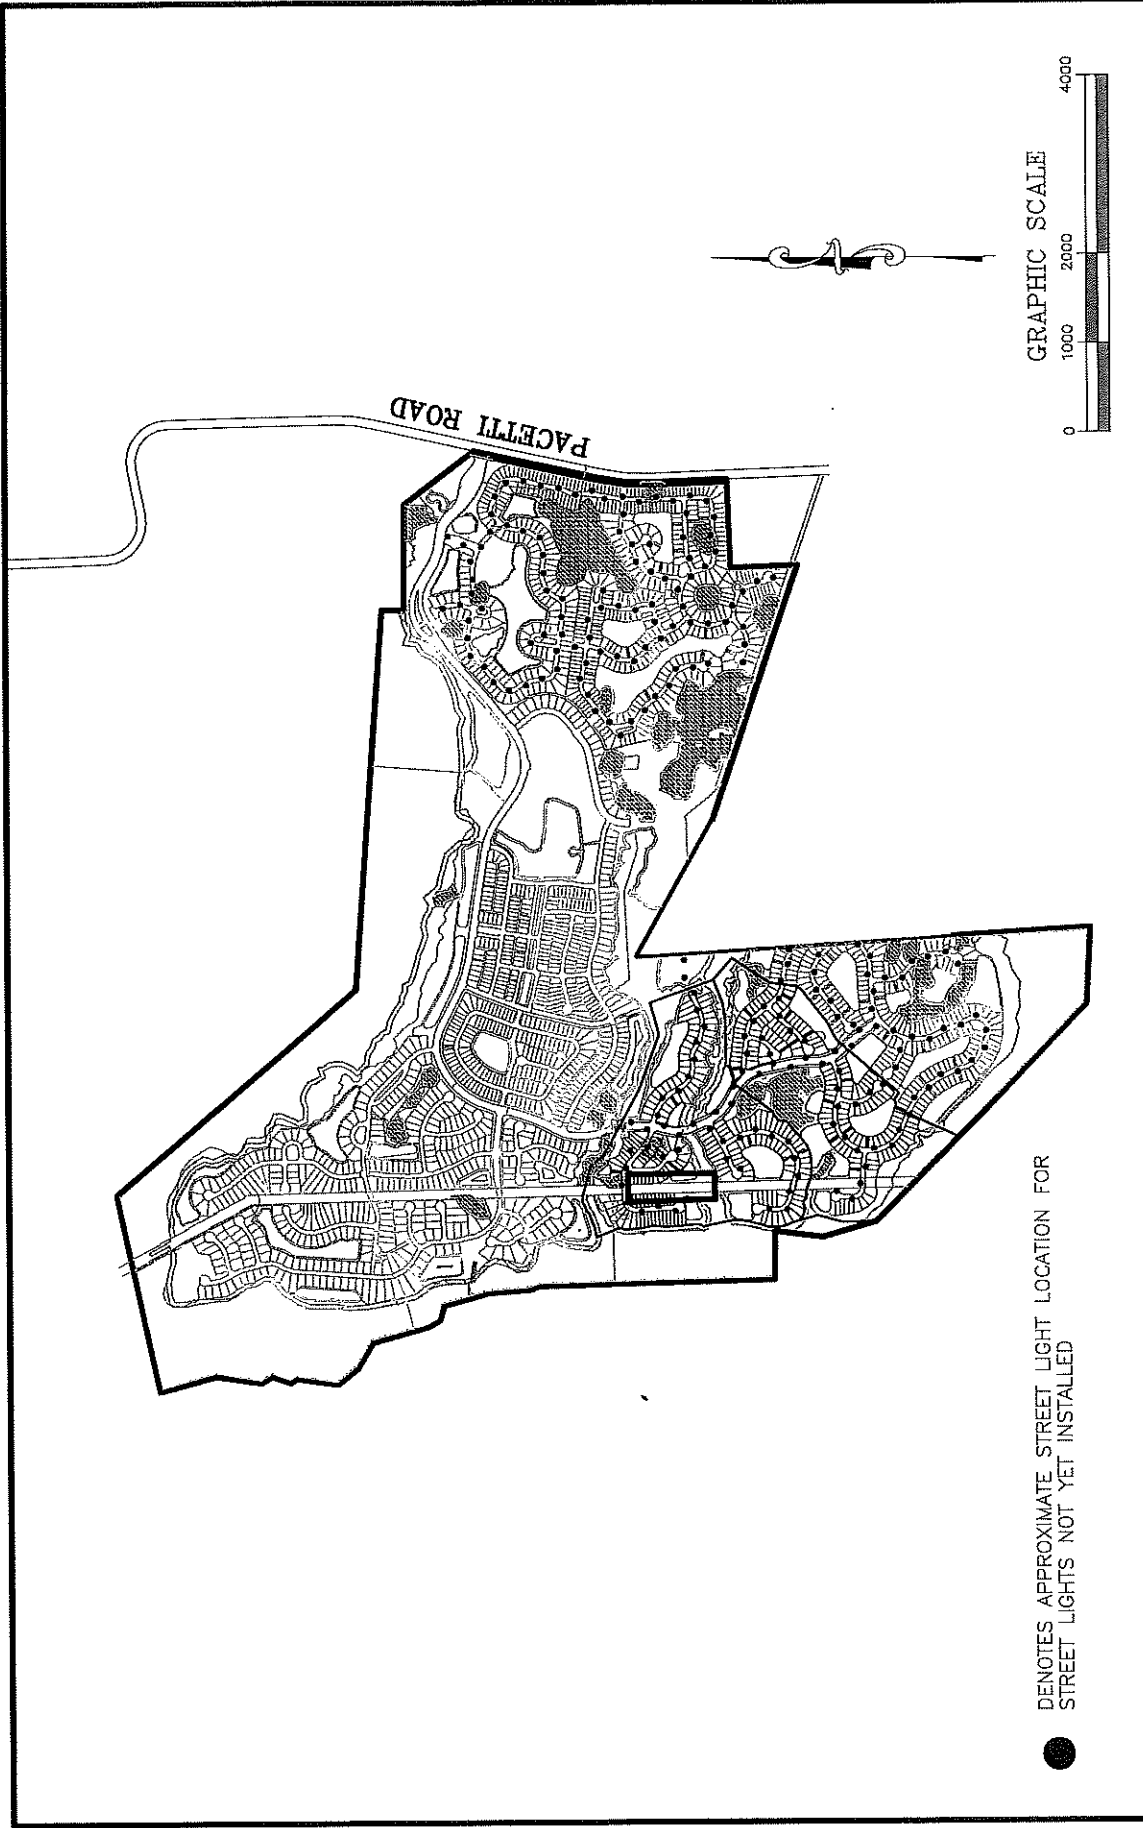 PACETTI ROAD
GRAPHIC SCALE
0 1000 2000 4000
DENOTES APPROXIMATE STREET LIGHT LOCATION FOR
STREET LIGHTS NOT YET INSTALLED